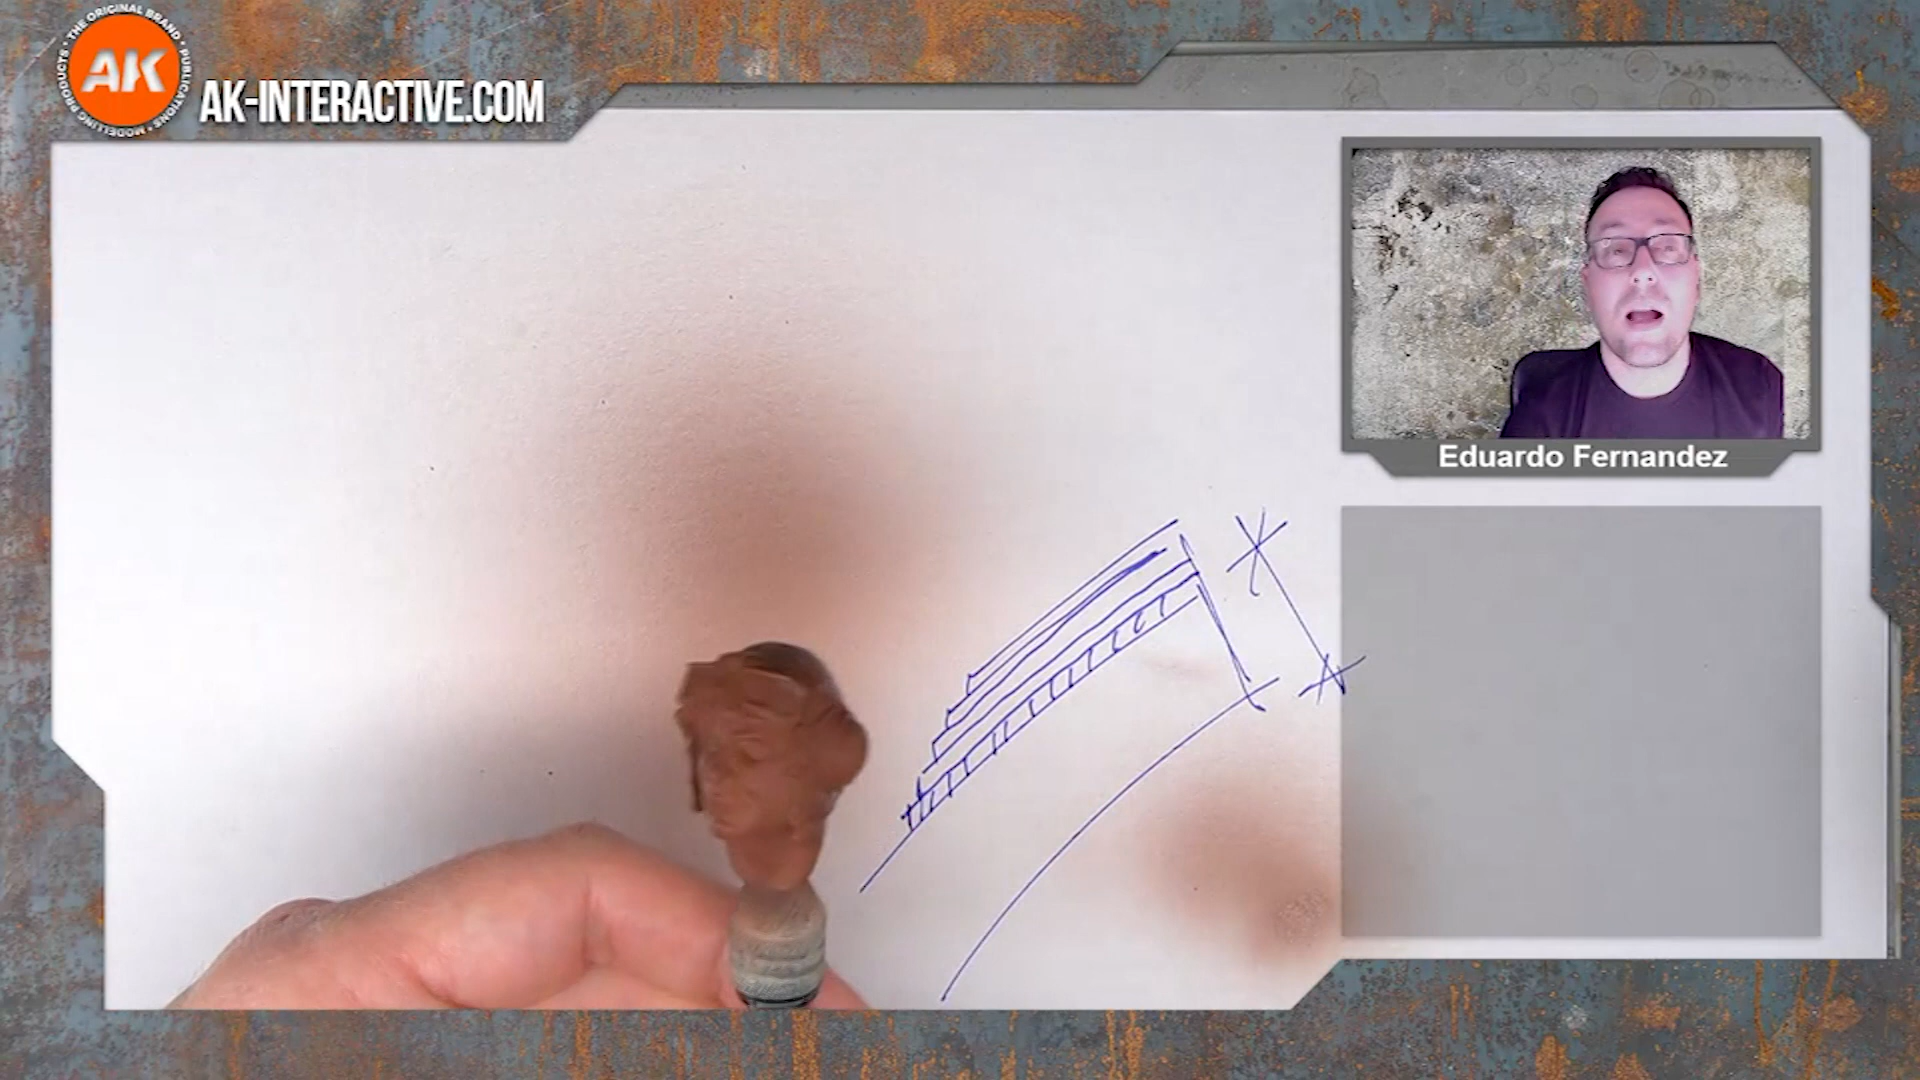 THE ORIGINAL BRAND • PUBLICATIONS • MODELLING PRODUCTS •
AK
AK-INTERACTIVE.COM
Eduardo Fernandez